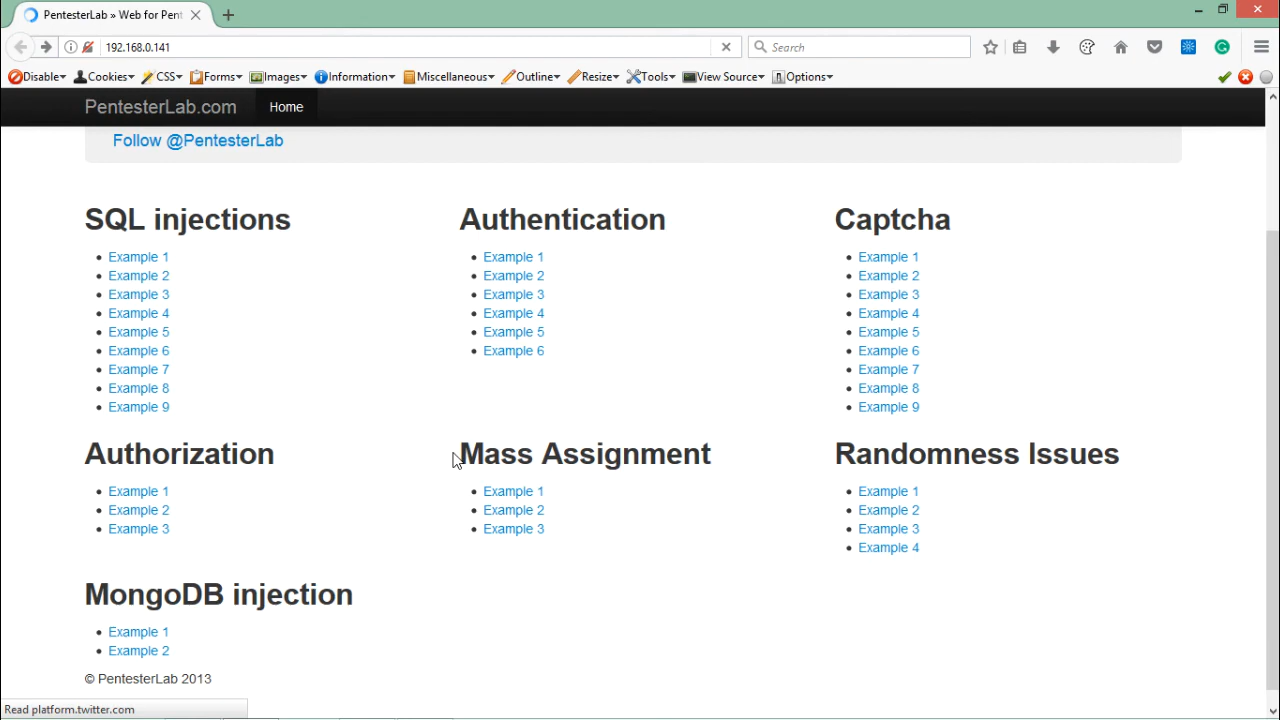 PentesterLab » Web for Pent
192.168.0.141
Search
Disable
Cookies
CSS
Forms
Images
Information
Miscellaneous
Outline
Resize
Tools
View Source
Options
PentesterLab.com
Home
Follow @PentesterLab
SQL injections
Example 1
Example 2
Example 3
Example 4
Example 5
Example 6
Example 7
Example 8
Example 9
Authentication
Example 1
Example 2
Example 3
Example 4
Example 5
Example 6
Captcha
Example 1
Example 2
Example 3
Example 4
Example 5
Example 6
Example 7
Example 8
Example 9
Authorization
Example 1
Example 2
Example 3
Mass Assignment
Example 1
Example 2
Example 3
Randomness Issues
Example 1
Example 2
Example 3
Example 4
MongoDB injection
Example 1
Example 2
© PentesterLab 2013
Read platform.twitter.com